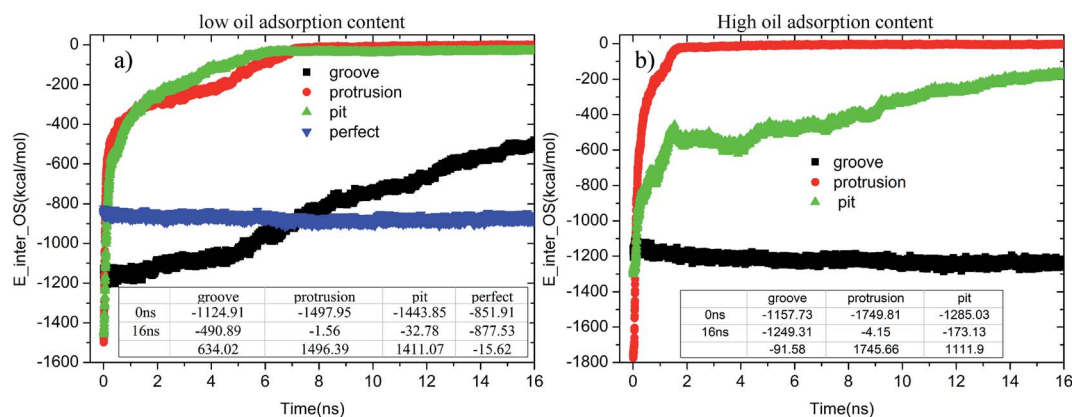 low oil adsorption content
a)
groove
protrusion
pit
perfect
E_inter_OS(kcal/mol)
0
-200
-400
-600
-800
-1000
-1200
-1400
-1600
groove protrusion pit perfect
0ns -1124.91 -1497.95 -1443.85 -851.91
16ns -490.89 -1.56 -32.78 -877.53
634.02 1496.39 1411.07 -15.62
0 2 4 6 8 10 12 14 16
Time(ns)
High oil adsorption content
b)
groove
protrusion
pit
E_inter_OS(kcal/mol)
0
-200
-400
-600
-800
-1000
-1200
-1400
-1600
-1800
groove protrusion pit
0ns -1157.73 -1749.81 -1285.03
16ns -1249.31 -4.15 -173.13
-91.58 1745.66 1111.9
0 2 4 6 8 10 12 14 16
Time(ns)